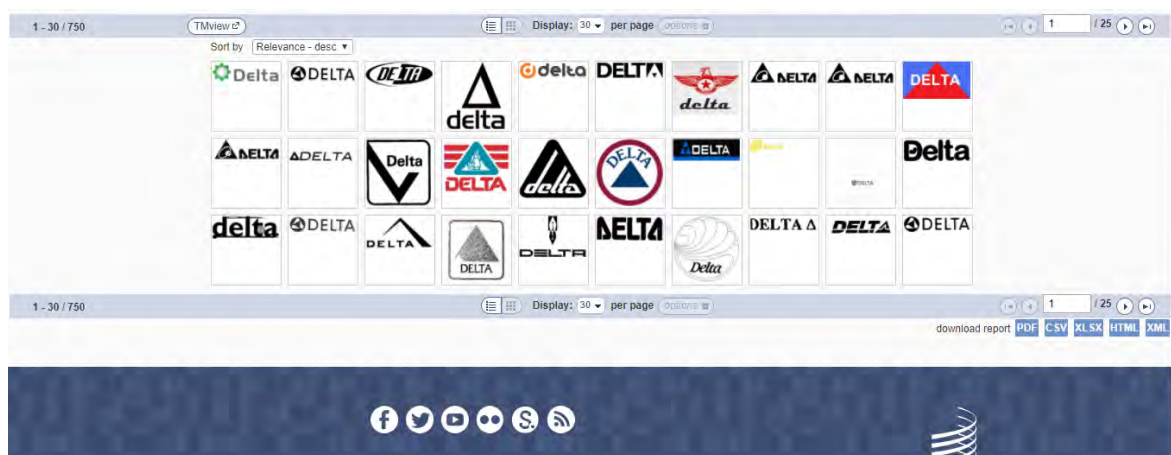 1 - 30 / 750 TMview Display: 30 per page options 1 / 25
Sort by Relevance - desc
Delta DELTA DELTA delta delta DELTA delta DELTA DELTA DELTA
DELTA DELTA Delta DELTA delta DELTA DELTA DELTA Delta
delta DELTA DELTA DELTA DELTA DELTA Delta DELTA Δ DELTA DELTA
1 - 30 / 750 Display: 30 per page options 1 / 25
download report PDF CSV XLSX HTML XML